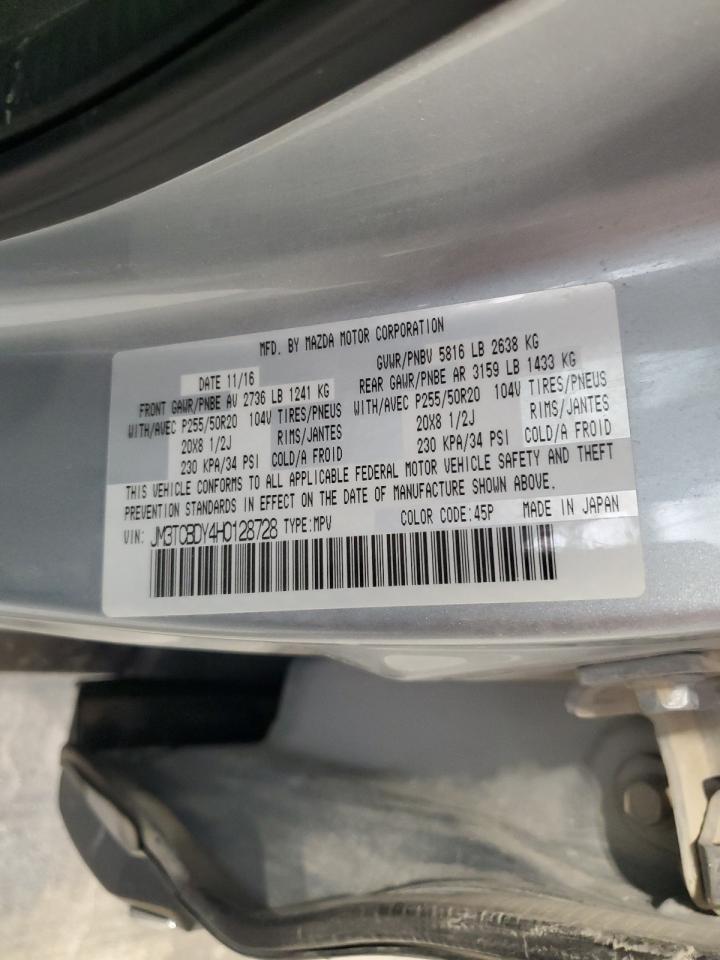 MFD. BY MAZDA MOTOR CORPORATION
DATE 11/16
GVWR/PNBV 5816 LB 2638 KG
FRONT GAWR/PNBE AV 2736 LB 1241 KG
REAR GAWR/PNBE AR 3159 LB 1433 KG
WITH/AVEC P255/50R20 104V TIRES/PNEUS
WITH/AVEC P255/50R20 104V TIRES/PNEUS
20X8 1/2J RIMS/JANTES
20X8 1/2J RIMS/JANTES
230 KPA/34 PSI COLD/A FROID
230 KPA/34 PSI COLD/A FROID
THIS VEHICLE CONFORMS TO ALL APPLICABLE FEDERAL MOTOR VEHICLE SAFETY AND THEFT
PREVENTION STANDARDS IN EFFECT ON THE DATE OF MANUFACTURE SHOWN ABOVE.
VIN: JM3TCBDY4H0128728 TYPE:MPV COLOR CODE:45P MADE IN JAPAN